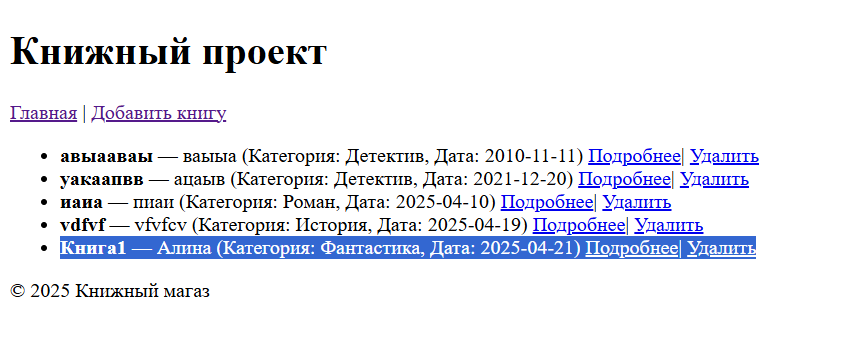 Книжный проект
Главная | Добавить книгу
авыааваы — ваыыа (Категория: Детектив, Дата: 2010-11-11) Подробнее| Удалить
уакаапвв — ацаыв (Категория: Детектив, Дата: 2021-12-20) Подробнее| Удалить
иаиа — пиаи (Категория: Роман, Дата: 2025-04-10) Подробнее| Удалить
vdfvf — vfvfcv (Категория: История, Дата: 2025-04-19) Подробнее| Удалить
Книга1 — Алина (Категория: Фантастика, Дата: 2025-04-21) Подробнее| Удалить
© 2025 Книжный магаз